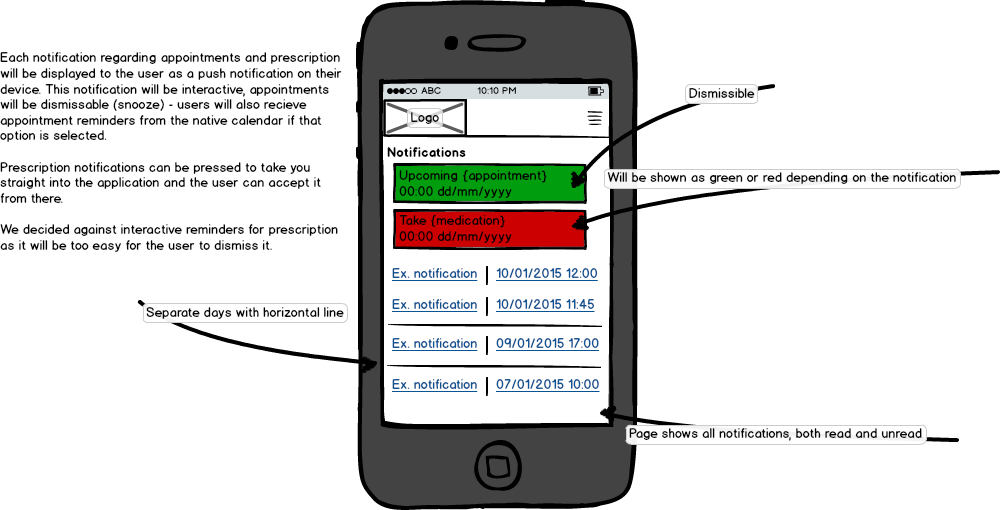 Each notification regarding appointments and prescription
will be displayed to the user as a push notification on their
device. This notification will be interactive, appointments
will be dismissable (snooze) - users will also recieve
appointment reminders from the native calendar if that
option is selected.
Prescription notifications can be pressed to take you
straight into the application and the user can accept it
from there.
We decided against interactive reminders for prescription
as it will be too easy for the user to dismiss it.
Separate days with horizontal line
ABC 10:10 PM
Logo
Notifications
Upcoming {appointment}
00:00 dd/mm/yyyy
Take {medication}
00:00 dd/mm/yyyy
Ex. notification 10/01/2015 12:00
Ex. notification 10/01/2015 11:45
Ex. notification 09/01/2015 17:00
Ex. notification 07/01/2015 10:00
Dismissible
Will be shown as green or red depending on the notification
Page shows all notifications, both read and unread